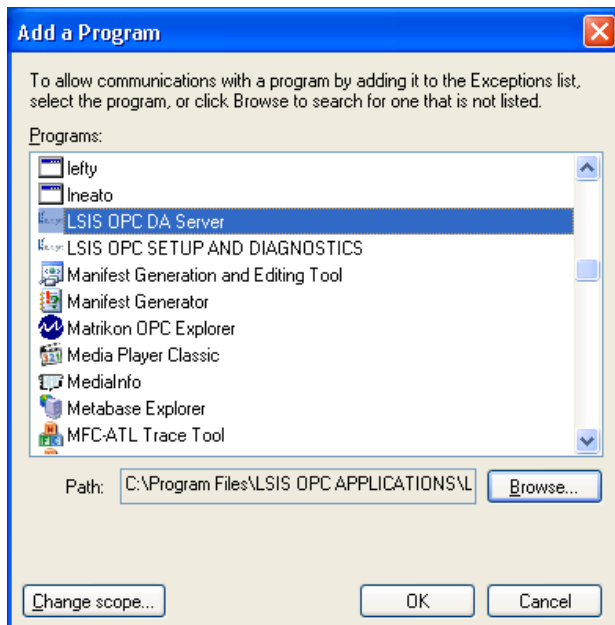 Add a Program
To allow communications with a program by adding it to the Exceptions list,
select the program, or click Browse to search for one that is not listed.
Programs:
lefty
lneato
LSIS OPC DA Server
LSIS OPC SETUP AND DIAGNOSTICS
Manifest Generation and Editing Tool
Manifest Generator
Matrikon OPC Explorer
Media Player Classic
MediaInfo
Metabase Explorer
MFC-ATL Trace Tool
Path: C:\Program Files\LSIS OPC APPLICATIONS\L Browse...
Change scope... OK Cancel